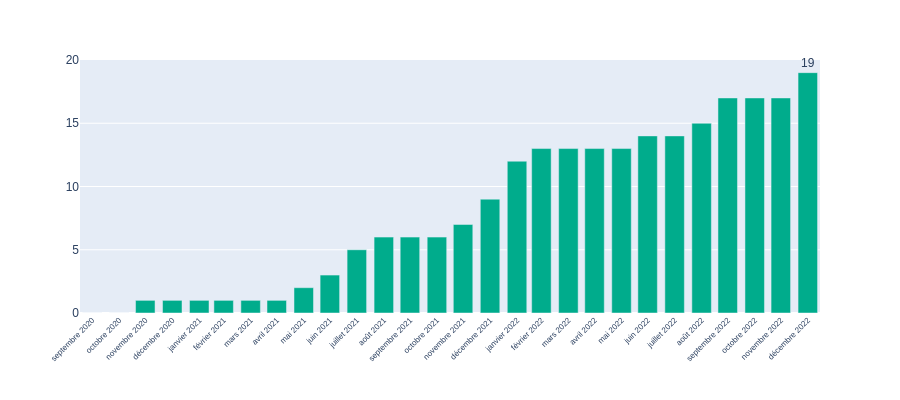 20
19
15
10
5
0
septembre 2020
octobre 2020
novembre 2020
décembre 2020
janvier 2021
février 2021
mars 2021
avril 2021
mai 2021
juin 2021
juillet 2021
août 2021
septembre 2021
octobre 2021
novembre 2021
décembre 2021
janvier 2022
février 2022
mars 2022
avril 2022
mai 2022
juin 2022
juillet 2022
août 2022
septembre 2022
octobre 2022
novembre 2022
décembre 2022